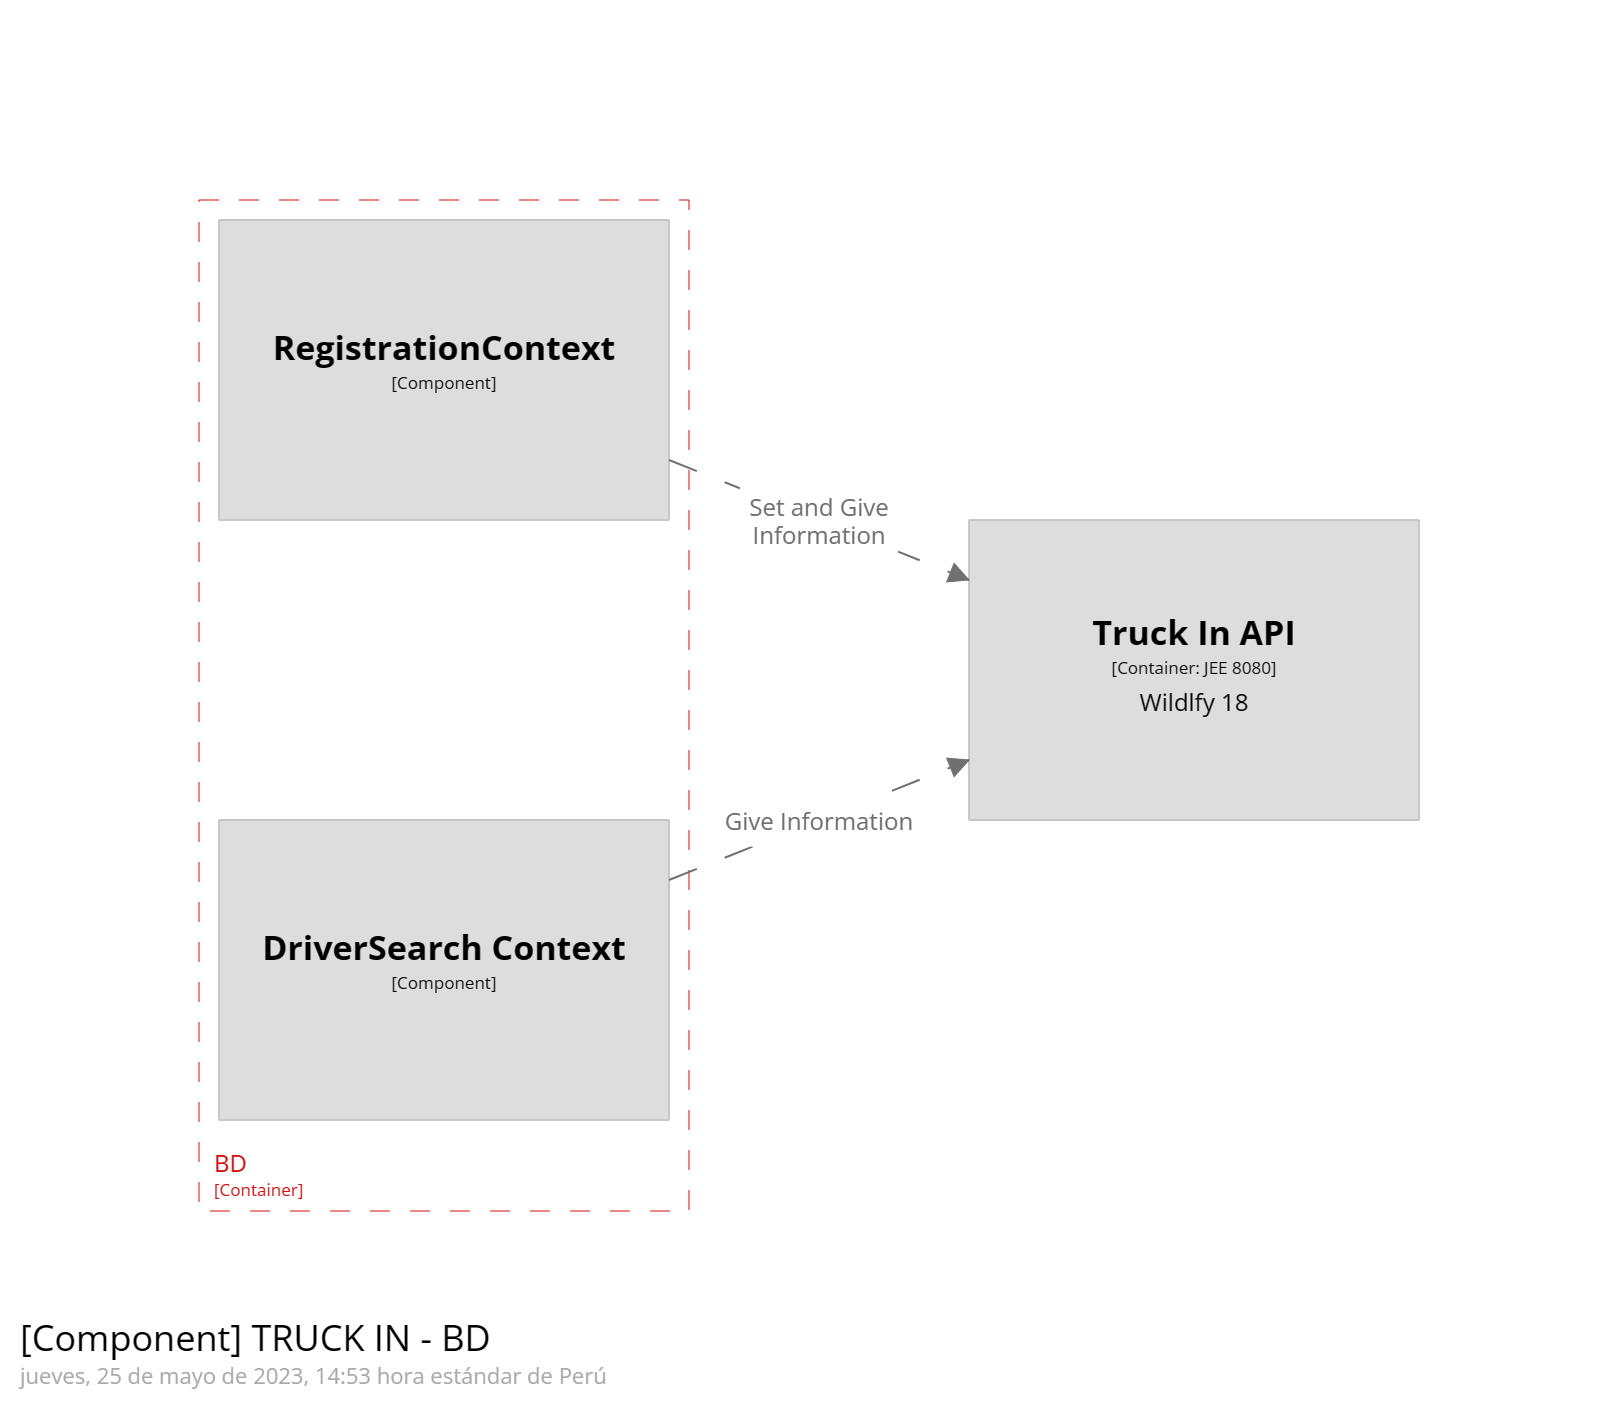 RegistrationContext
[Component]
Set and Give
Information
Truck In API
[Container: JEE 8080]
Wildlfy 18
Give Information
DriverSearch Context
[Component]
BD
[Container]
[Component] TRUCK IN - BD
jueves, 25 de mayo de 2023, 14:53 hora estándar de Perú